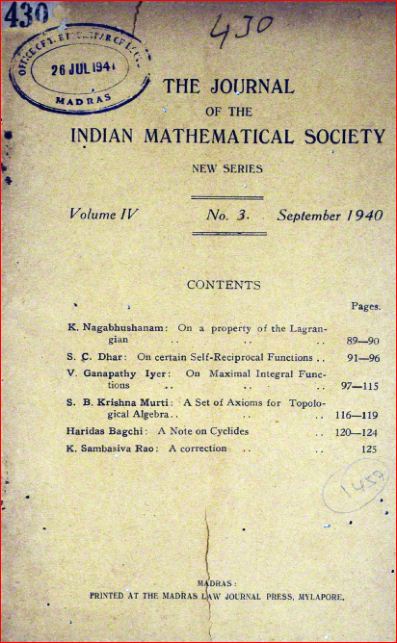 430
430
26 JUL 1941
MADRAS
THE JOURNAL
OF THE
INDIAN MATHEMATICAL SOCIETY
NEW SERIES
Volume IV No. 3. September 1940
CONTENTS
Pages.
K. Nagabhushanam: On a property of the Lagran-
gian .. .. .. 89—90
S. C. Dhar: On certain Self-Reciprocal Functions .. 91—96
V. Ganapathy Iyer: On Maximal Integral Func-
tions .. .. .. 97—115
S. B. Krishna Murti: A Set of Axioms for Topolo-
gical Algebra.. .. .. 116—119
Haridas Bagchi: A Note on Cyclides .. 120—124
K. Sambasiva Rao: A correction .. .. 125
1457
MADRAS:
PRINTED AT THE MADRAS LAW JOURNAL PRESS, MYLAPORE.